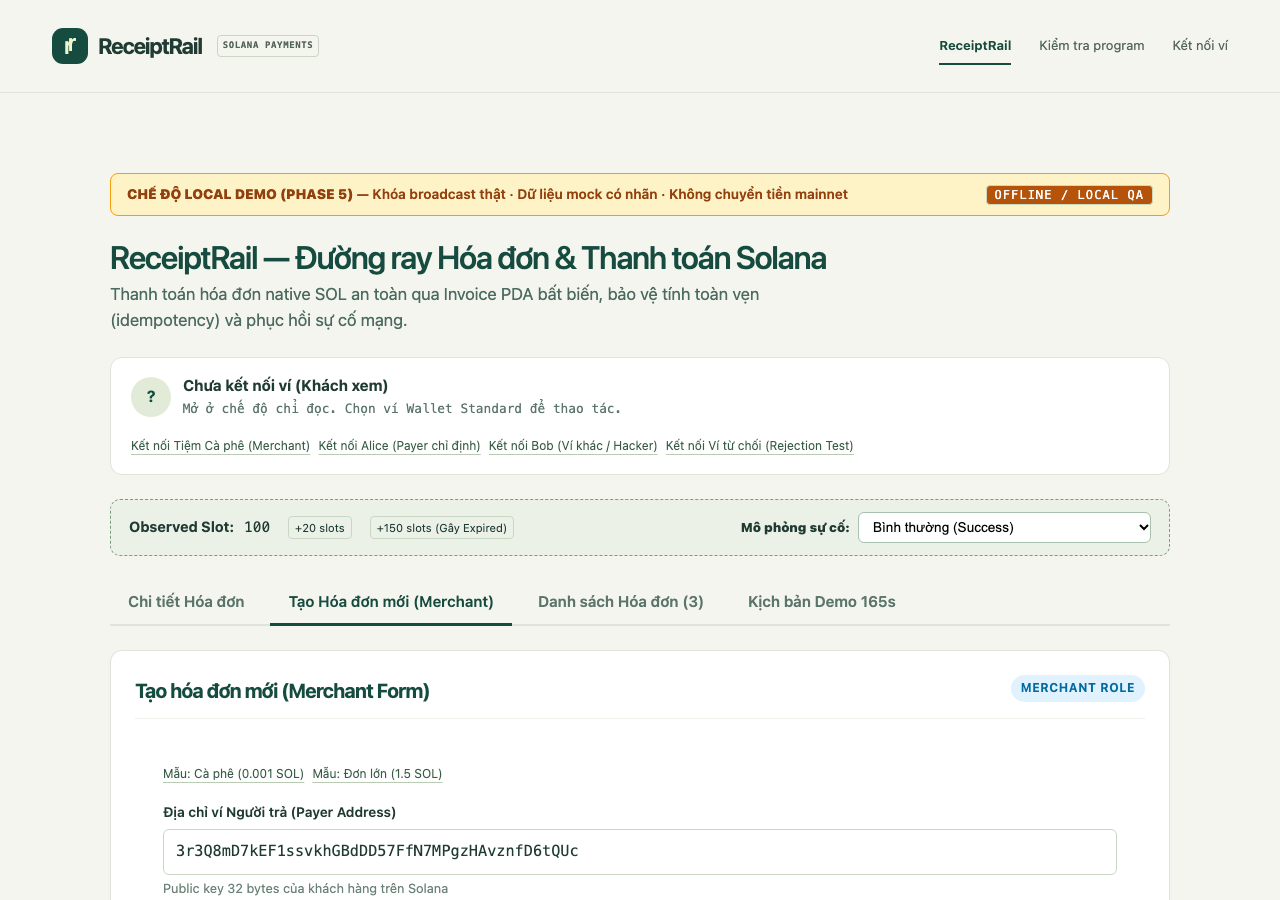 ReceiptRail
SOLANA PAYMENTS
ReceiptRail
Kiểm tra program
Kết nối ví
CHẾ ĐỘ LOCAL DEMO (PHASE 5) — Khóa broadcast thật · Dữ liệu mock có nhãn · Không chuyển tiền mainnet
OFFLINE / LOCAL QA
ReceiptRail — Đường ray Hóa đơn & Thanh toán Solana
Thanh toán hóa đơn native SOL an toàn qua Invoice PDA bất biến, bảo vệ tính toàn vẹn
(idempotency) và phục hồi sự cố mạng.
?
Chưa kết nối ví (Khách xem)
Mở ở chế độ chỉ đọc. Chọn ví Wallet Standard để thao tác.
Kết nối Tiệm Cà phê (Merchant) Kết nối Alice (Payer chỉ định) Kết nối Bob (Ví khác / Hacker) Kết nối Ví từ chối (Rejection Test)
Observed Slot: 100 +20 slots +150 slots (Gây Expired)
Mô phỏng sự cố: Bình thường (Success)
Chi tiết Hóa đơn
Tạo Hóa đơn mới (Merchant)
Danh sách Hóa đơn (3)
Kịch bản Demo 165s
Tạo hóa đơn mới (Merchant Form)
MERCHANT ROLE
Mẫu: Cà phê (0.001 SOL) Mẫu: Đơn lớn (1.5 SOL)
Địa chỉ ví Người trả (Payer Address)
3r3Q8mD7kEF1ssvkhGBdDD57FfN7MPgzHAvznfD6tQUc
Public key 32 bytes của khách hàng trên Solana